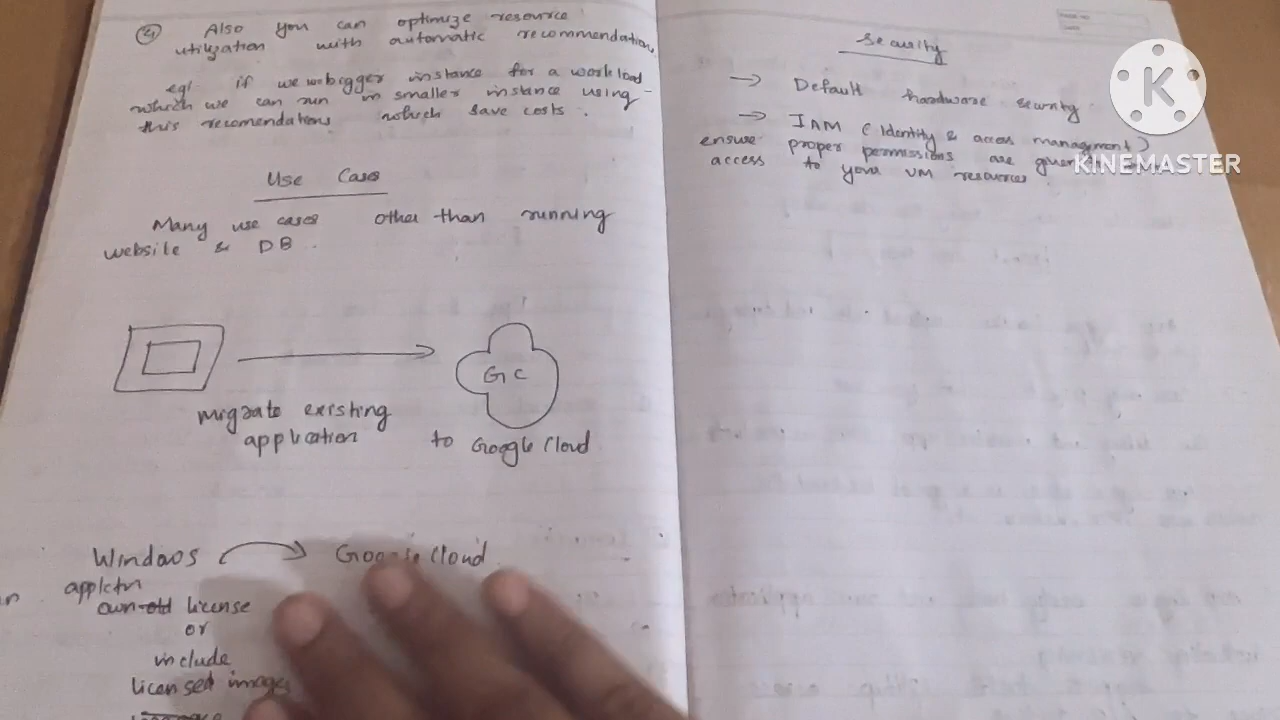 4 Also you can optimize resource
utilization with automatic recommendation
eg! if we use bigger instance for a workload
which we can run in smaller instance using
this recomendations which save costs .
Use Cases
Many use cases other than running
website & DB .
GC
migrate existing
application
to Google Cloud
Windows Google Cloud
applctn
own license
or
include
licensed images
Security
→ Default hardware security
→ IAM ( Identity & access managment )
ensure proper permissions are
access to your VM resources
K
KINEMASTER